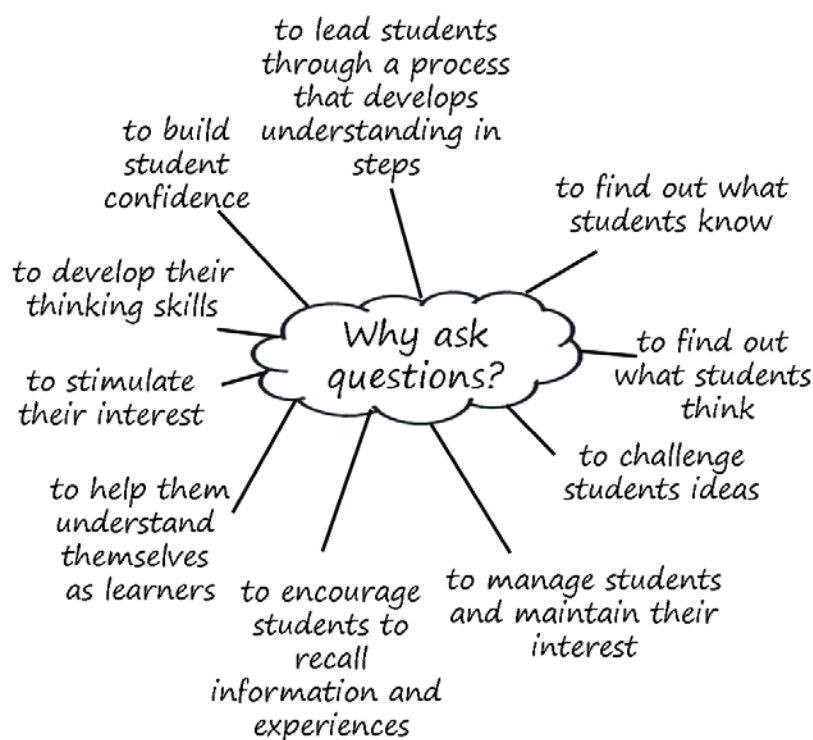 Why ask
questions?
to lead students
through a process
that develops
understanding in
steps
to find out what
students know
to find out
what students
think
to challenge
students ideas
to manage students
and maintain their
interest
to encourage
students to
recall
information and
experiences
to help them
understand
themselves
as learners
to stimulate
their interest
to develop their
thinking skills
to build
student
confidence